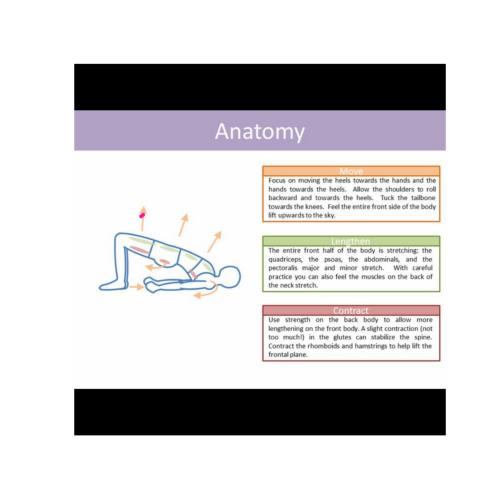 Anatomy
Move
Focus on moving the heels towards the hands and the
hands towards the heels. Allow the shoulders to roll
backward and towards the heels. Tuck the tailbone
towards the knees. Feel the entire front side of the body
lift upwards to the sky.
Lengthen
The entire front half of the body is stretching: the
quadriceps, the psoas, the abdominals, and the
pectoralis major and minor stretch. With careful
practice you can also feel the muscles on the back of
the neck stretch.
Contract
Use strength on the back body to allow more
lengthening on the front body. A slight contraction (not
too much!) in the glutes can stabilize the spine.
Contract the rhomboids and hamstrings to help lift the
frontal plane.